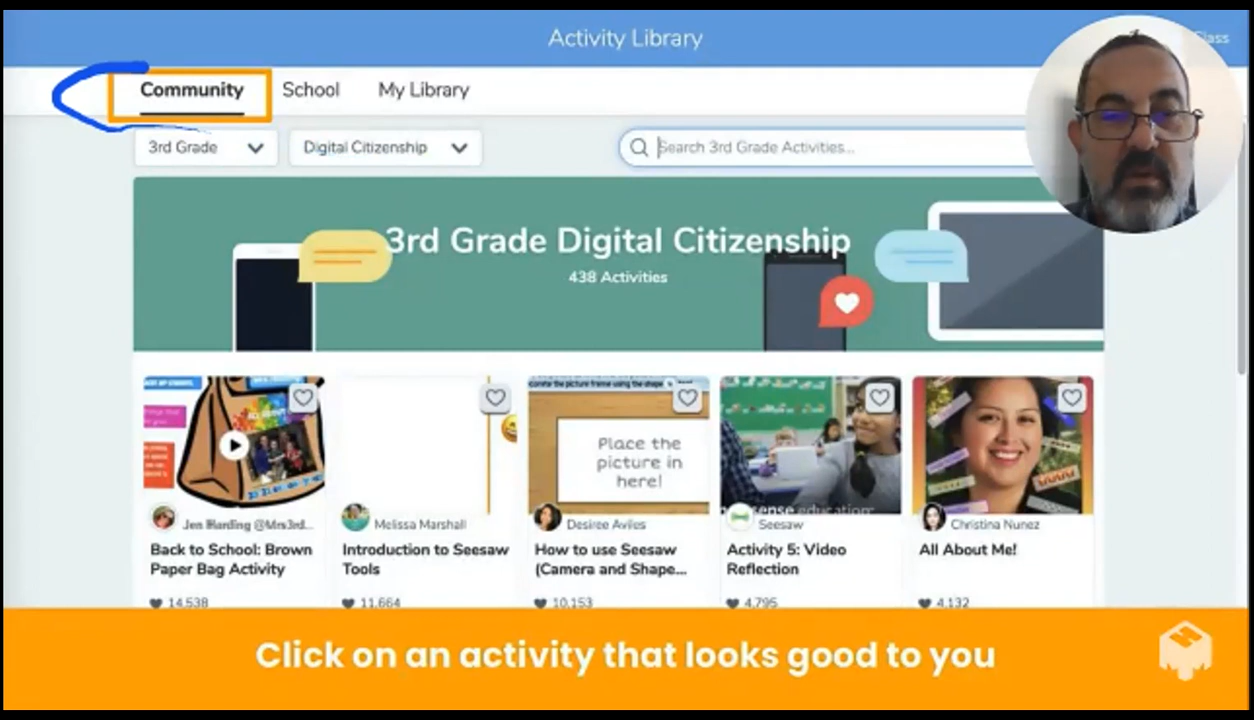 Activity Library
Class
Community School My Library
3rd Grade Digital Citizenship Search 3rd Grade Activities...
3rd Grade Digital Citizenship
438 Activities
Place the
picture in
here!
Jen Harding @Mrs3rd... Melissa Marshall Desiree Aviles Seesaw Christina Nunez
Back to School: Brown Introduction to Seesaw How to use Seesaw Activity 5: Video All About Me!
Paper Bag Activity Tools (Camera and Shape... Reflection
14,538 11,664 10,153 4,795 4,132
Click on an activity that looks good to you